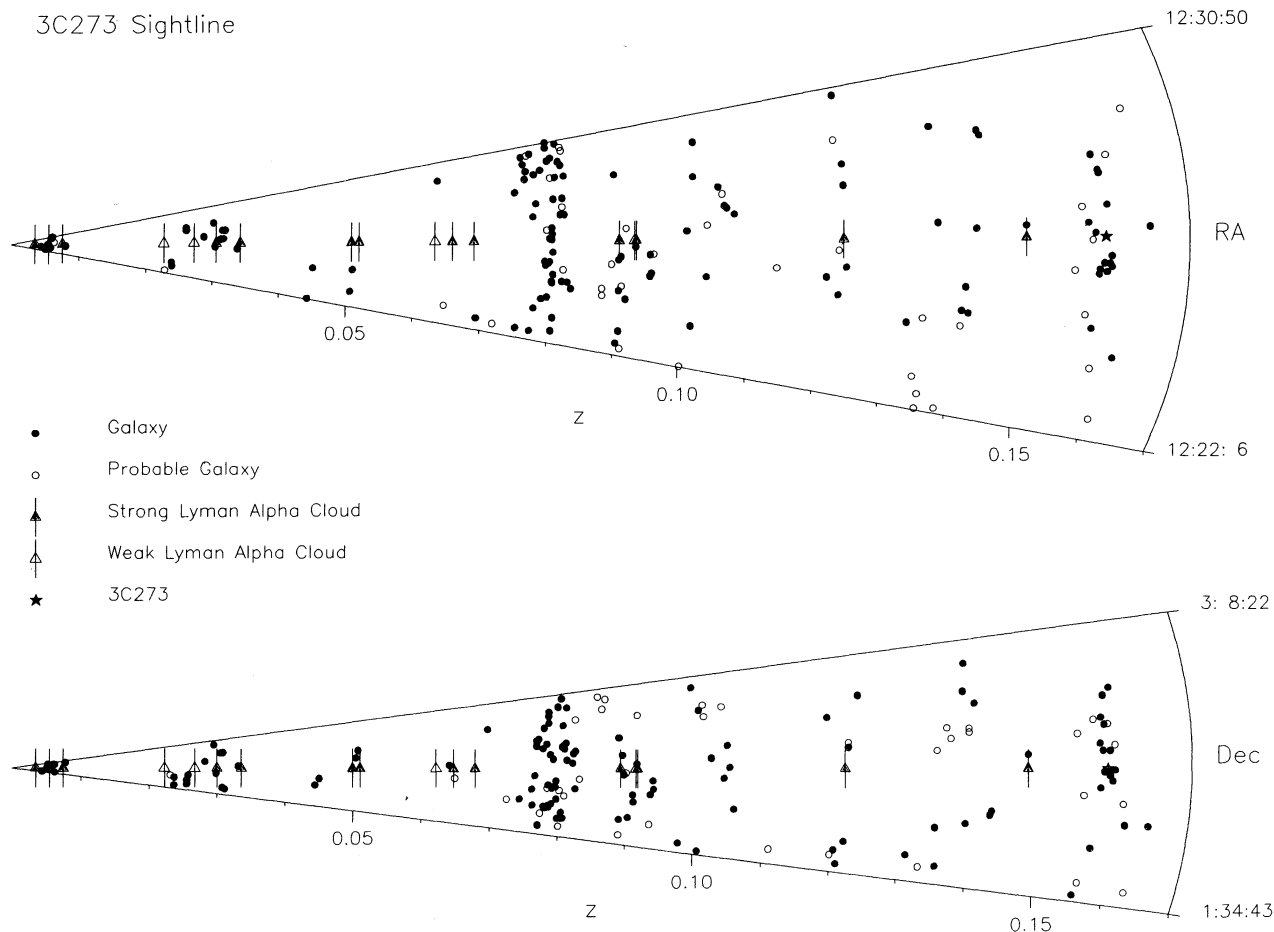 3C273 Sightline
12:30:50
RA
0.05
0.10
Z
0.15
12:22: 6
Galaxy
Probable Galaxy
Strong Lyman Alpha Cloud
Weak Lyman Alpha Cloud
3C273
3: 8:22
Dec
0.05
0.10
Z
0.15
1:34:43